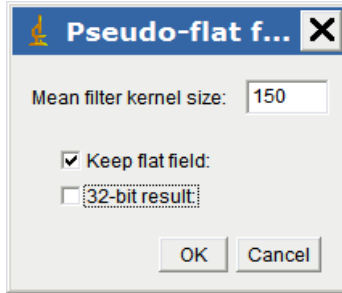 Pseudo-flat f...
Mean filter kernel size: 150
Keep flat field:
32-bit result:
OK Cancel